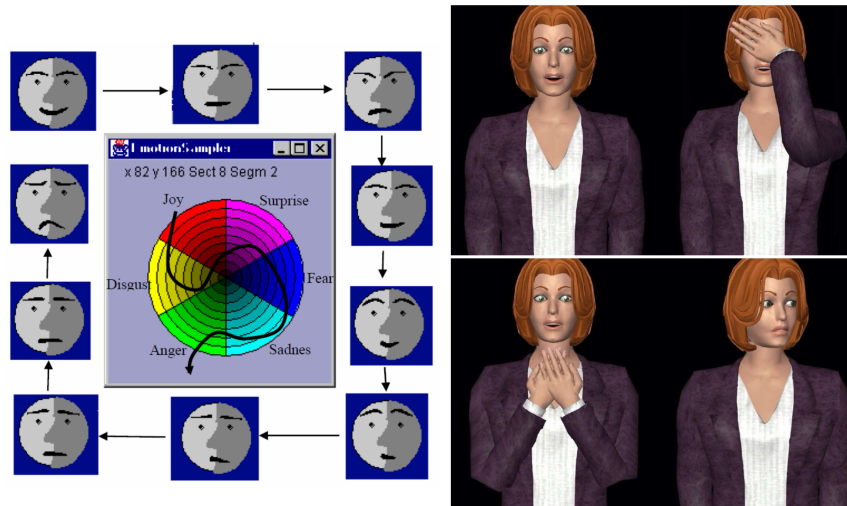 EmotionSampler
x 82 y 166 Sect 8 Segm 2
Joy
Surprise
Disgust
Fear
Anger
Sadnes